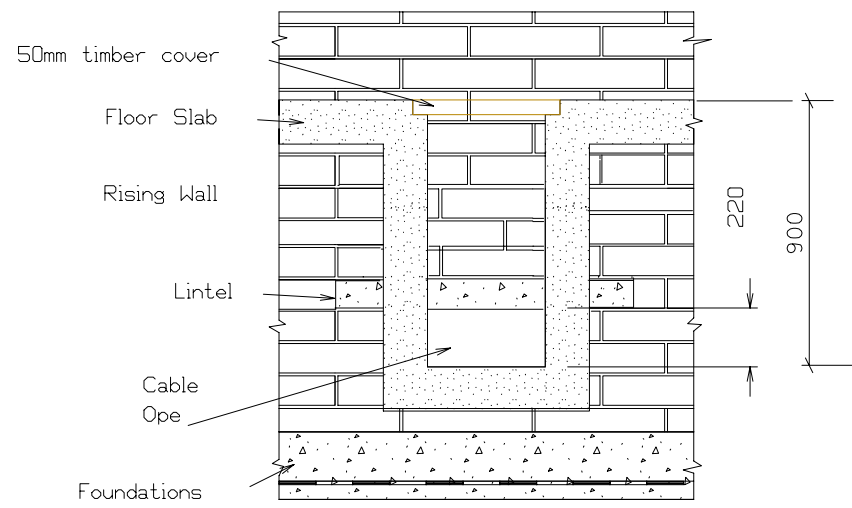 50mm timber cover
Floor Slab
Rising Wall
220
900
Lintel
Cable
Ope
Foundations